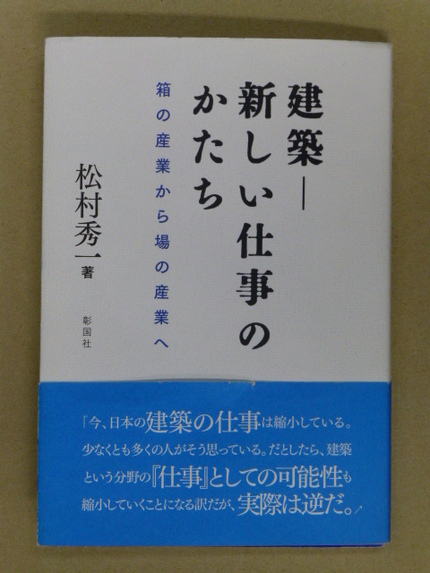 建築―
新しい仕事の
かたち
箱の産業から場の産業へ
松村秀一著
彰国社
「今、日本の建築の仕事は縮小している。
少なくとも多くの人がそう思っている。だとしたら、建築
という分野の『仕事』としての可能性も
縮小していくことになる訳だが、実際は逆だ。↗